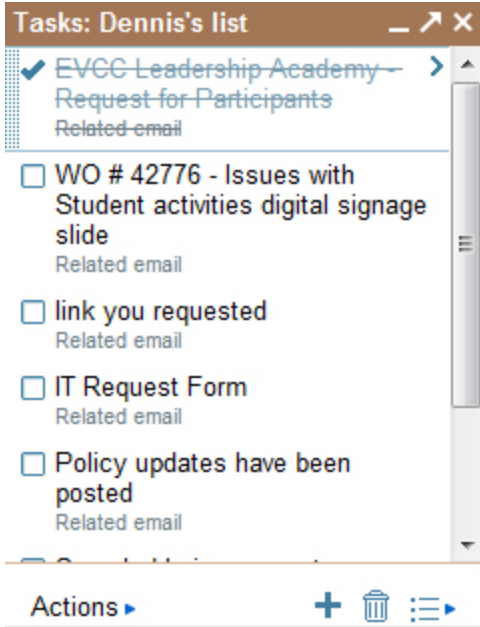 Tasks: Dennis's list
EVCC Leadership Academy -
Request for Participants
Related email
WO # 42776 - Issues with
Student activities digital signage
slide
Related email
link you requested
Related email
IT Request Form
Related email
Policy updates have been
posted
Related email
Actions